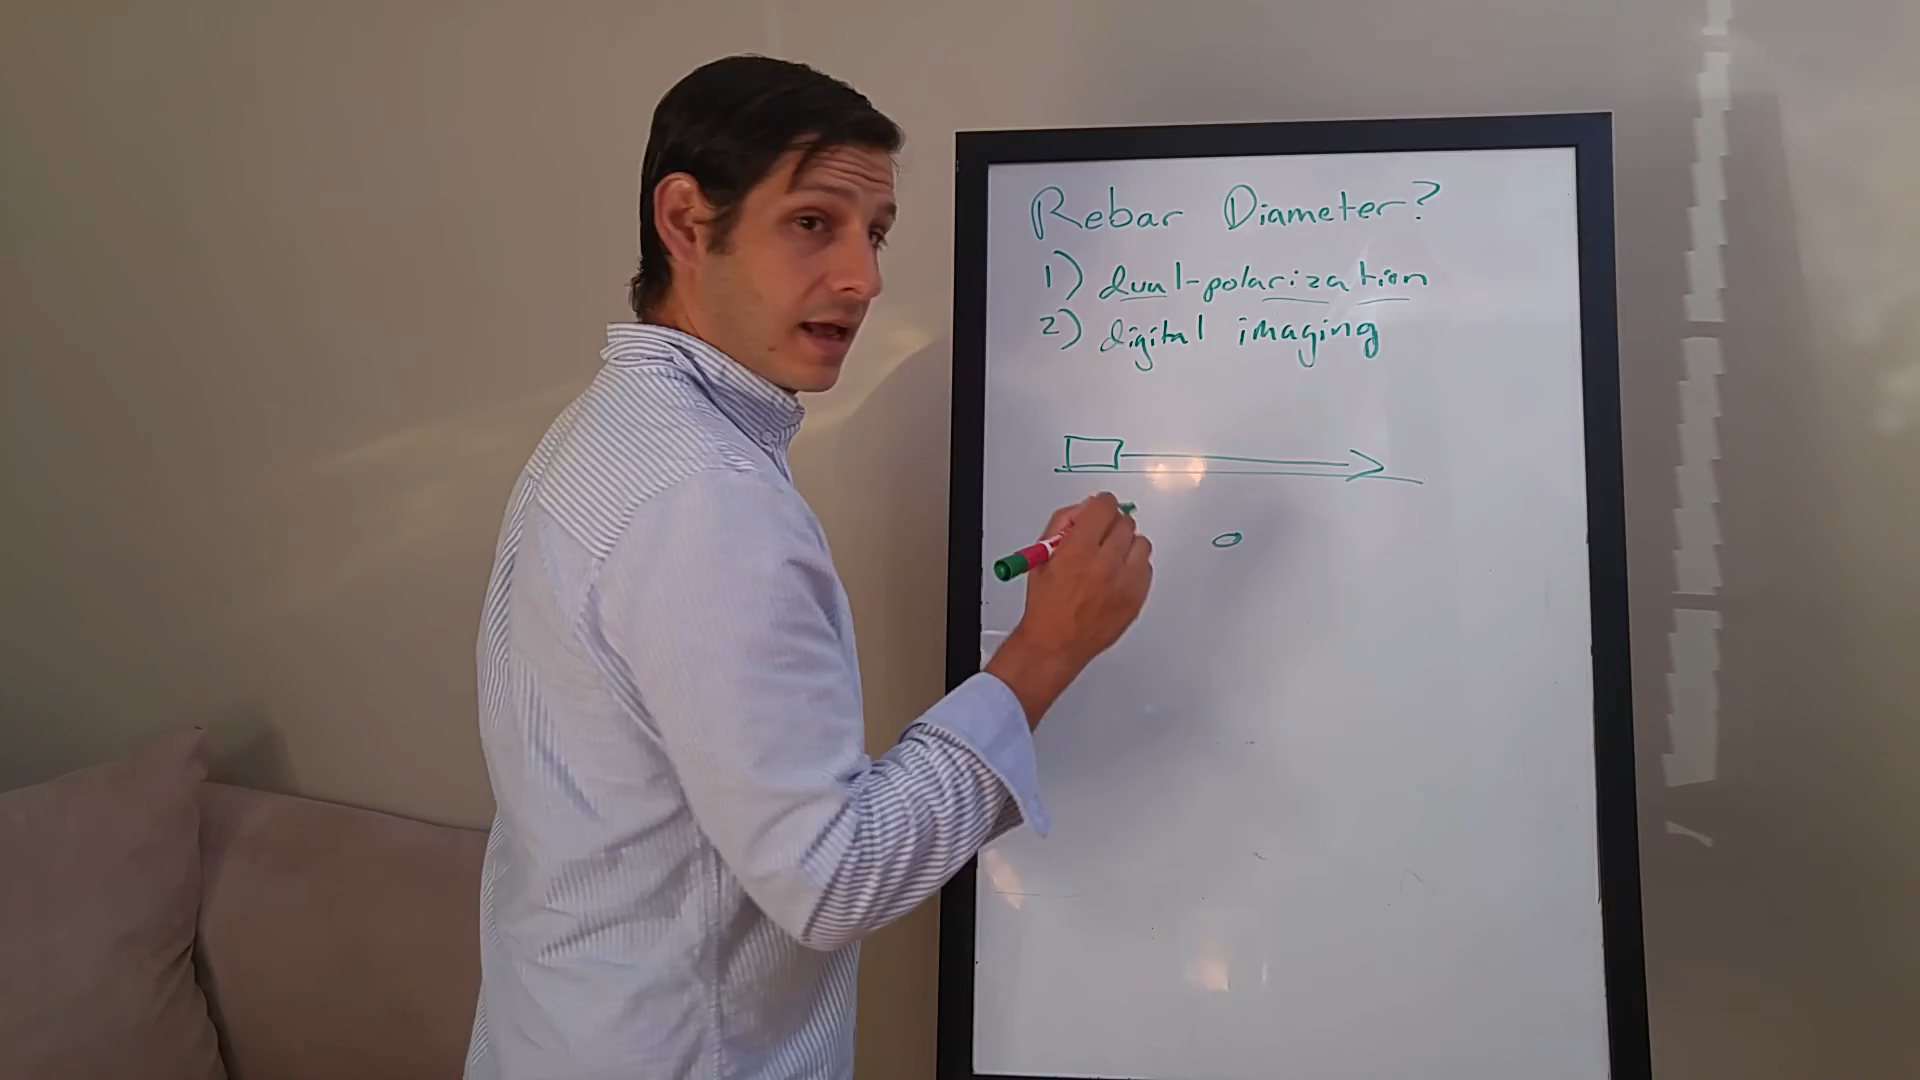 Rebar Diameter?
1) dual-polarization
2) digital imaging